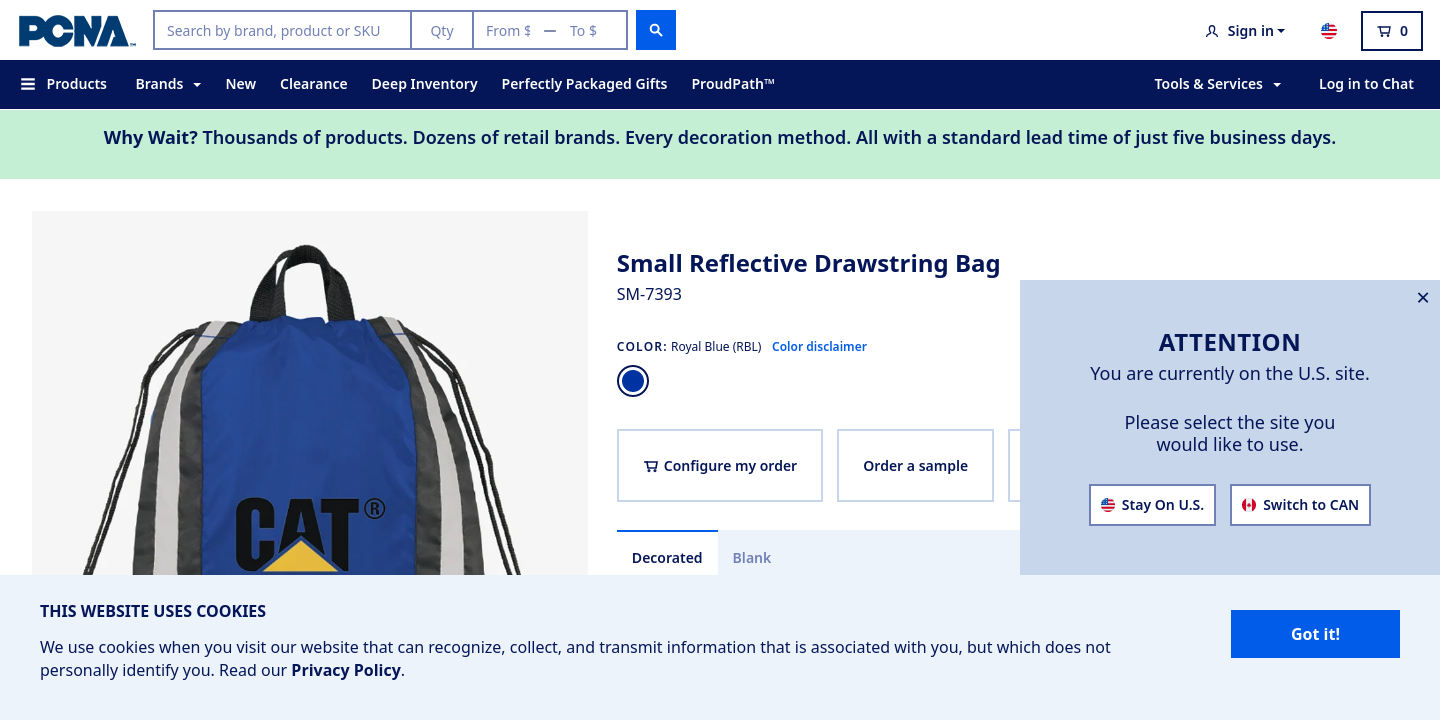 PCNA™
Search by brand, product or SKU
Qty
From $ — To $
Sign in
0
Products
Brands
New
Clearance
Deep Inventory
Perfectly Packaged Gifts
ProudPath™
Tools & Services
Log in to Chat
Why Wait? Thousands of products. Dozens of retail brands. Every decoration method. All with a standard lead time of just five business days.
CAT®
Small Reflective Drawstring Bag
SM-7393
COLOR: Royal Blue (RBL) Color disclaimer
Configure my order
Order a sample
Decorated
Blank
ATTENTION
You are currently on the U.S. site.
Please select the site you
would like to use.
Stay On U.S.
Switch to CAN
THIS WEBSITE USES COOKIES
We use cookies when you visit our website that can recognize, collect, and transmit information that is associated with you, but which does not
personally identify you. Read our Privacy Policy.
Got it!